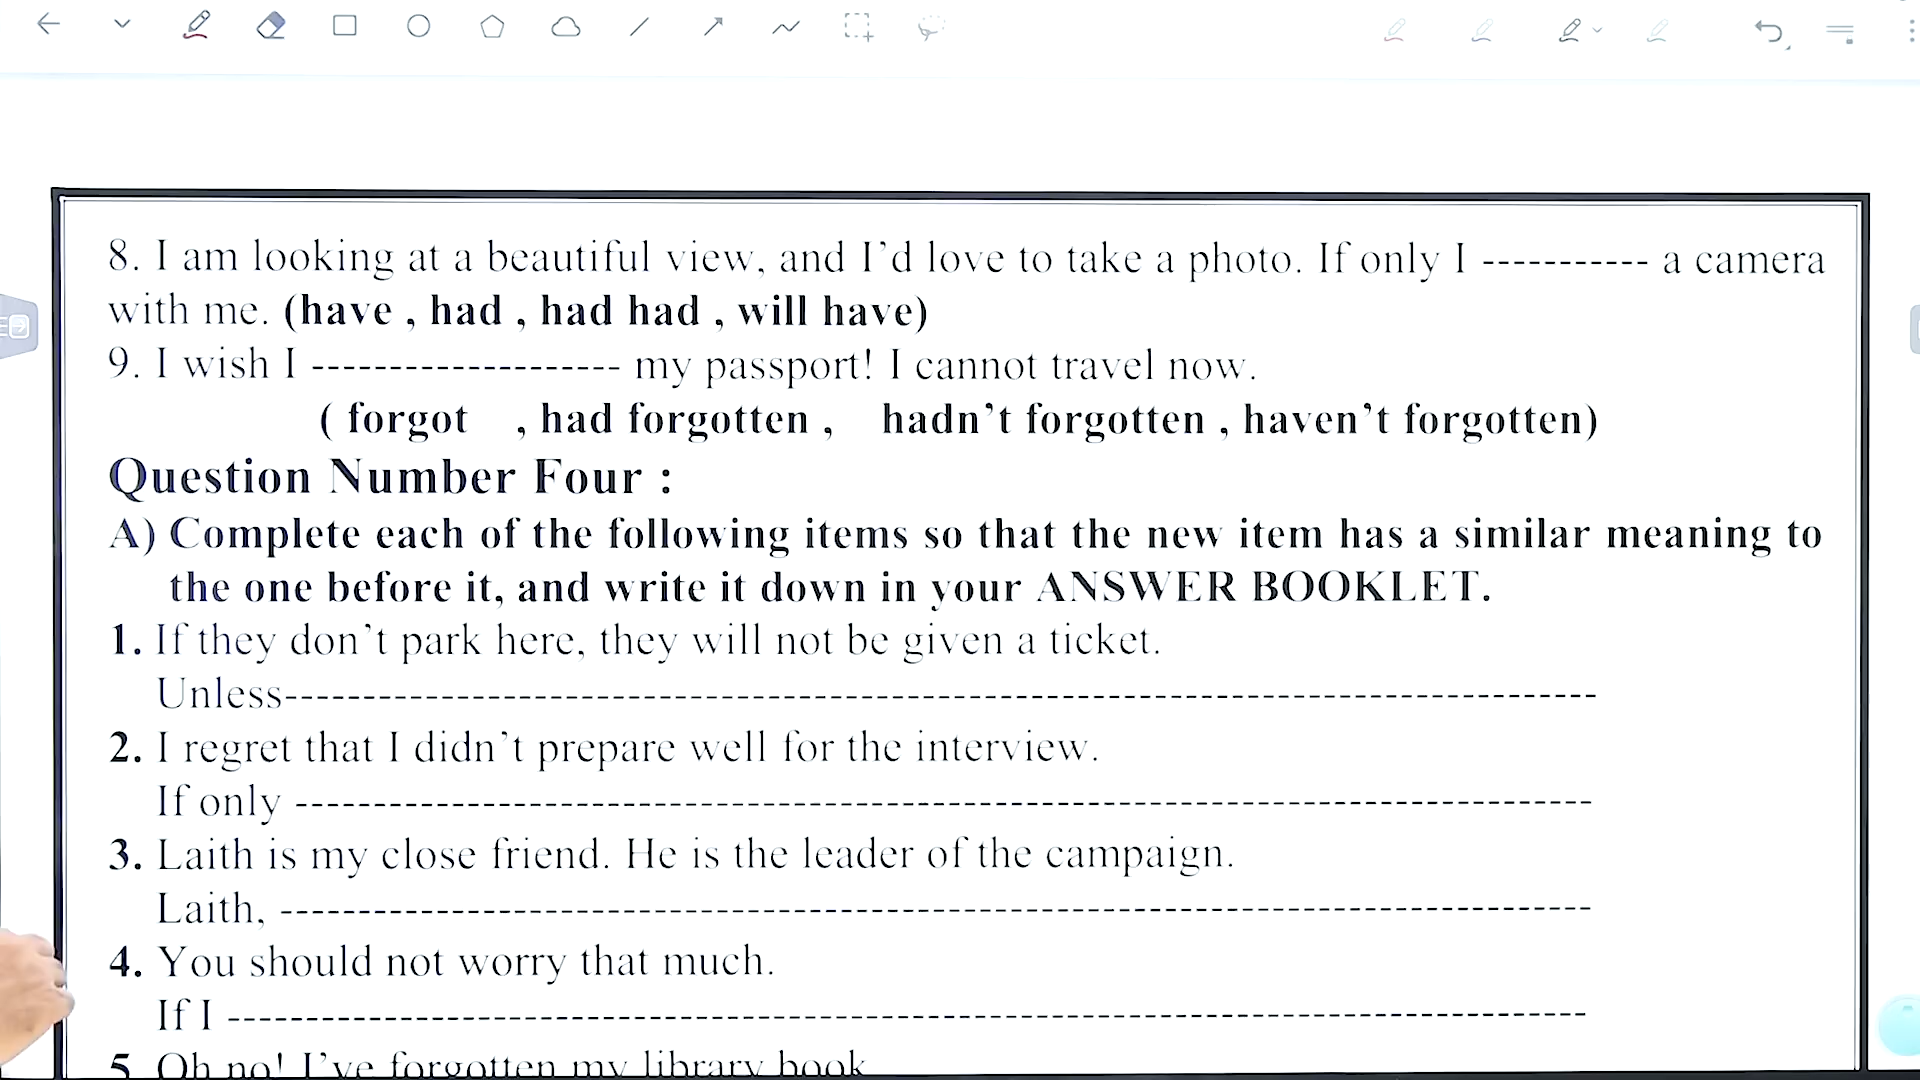 8. I am looking at a beautiful view, and I’d love to take a photo. If only I ----------- a camera
with me. (have , had , had had , will have)
9. I wish I -------------------- my passport! I cannot travel now.
( forgot , had forgotten , hadn’t forgotten , haven’t forgotten)
Question Number Four :
A) Complete each of the following items so that the new item has a similar meaning to
the one before it, and write it down in your ANSWER BOOKLET.
1. If they don’t park here, they will not be given a ticket.
Unless------------------------------------------------------------------------------------
2. I regret that I didn’t prepare well for the interview.
If only -----------------------------------------------------------------------------------
3. Laith is my close friend. He is the leader of the campaign.
Laith, ------------------------------------------------------------------------------------
4. You should not worry that much.
If I ---------------------------------------------------------------------------------------
5 Oh no! I’ve forgotten my library book